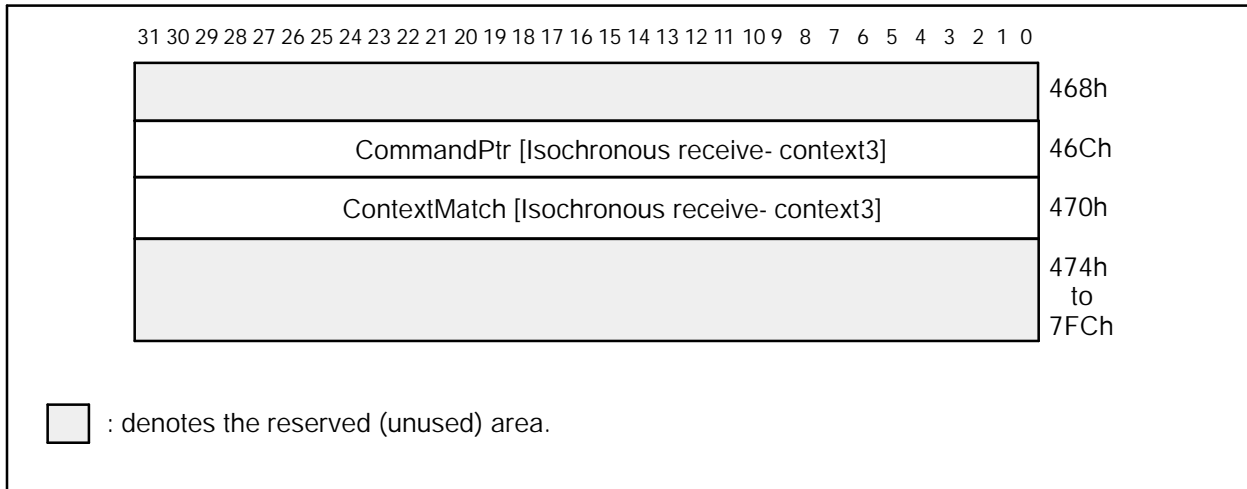 31 30 29 28 27 26 25 24 23 22 21 20 19 18 17 16 15 14 13 12 11 10 9 8 7 6 5 4 3 2 1 0
468h
CommandPtr [Isochronous receive- context3] 46Ch
ContextMatch [Isochronous receive- context3] 470h
474h
to
7FCh
: denotes the reserved (unused) area.